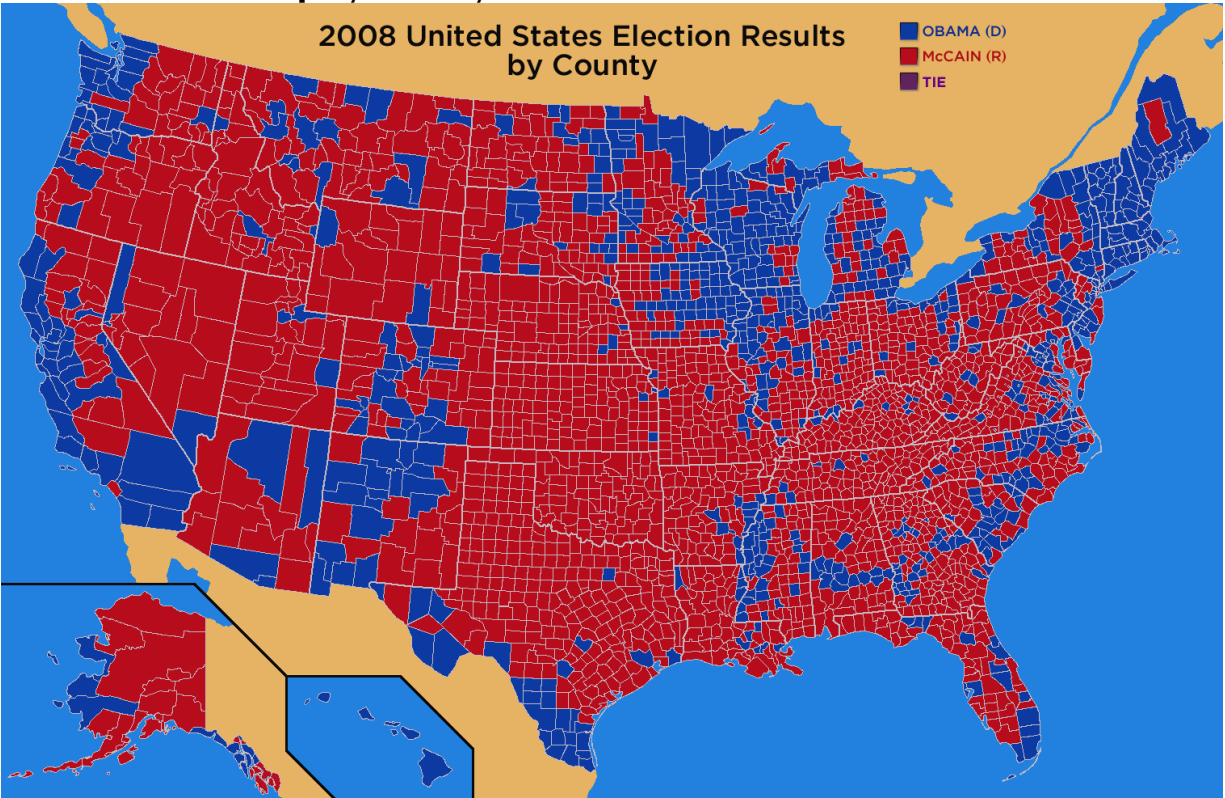 2008 United States Election Results
by County
OBAMA (D)
McCAIN (R)
TIE